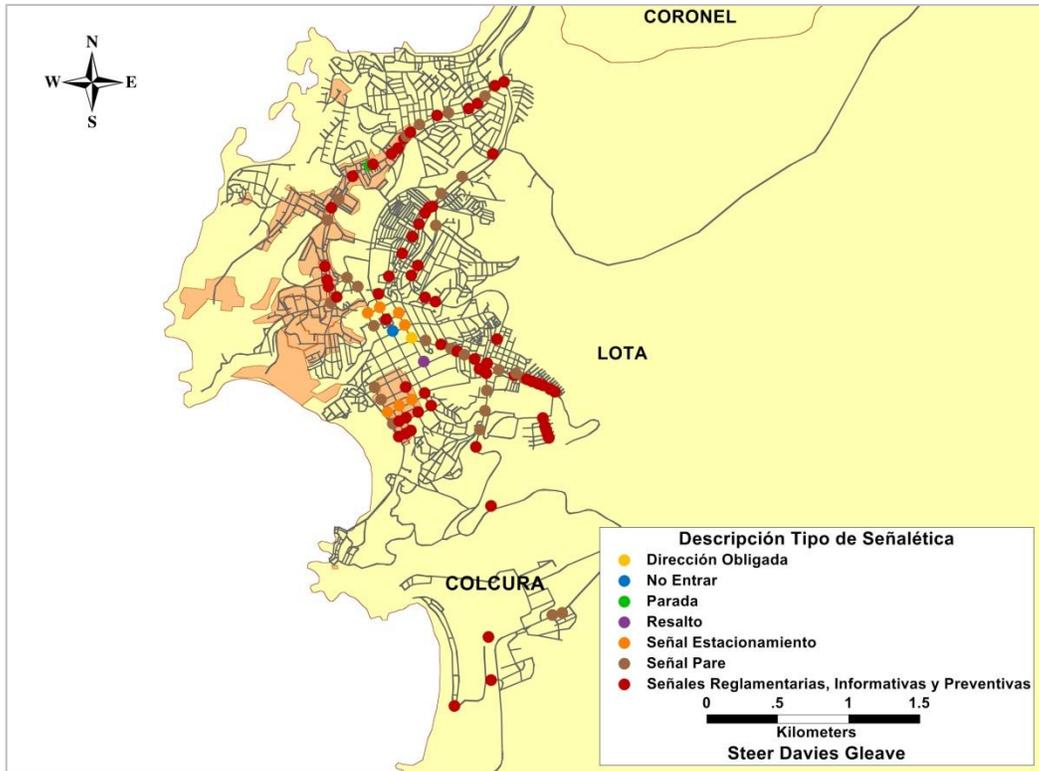 CORONEL
N
W E
S
LOTA
COLCURA
Descripción Tipo de Señalética
Dirección Obligada
No Entrar
Parada
Resalto
Señal Estacionamiento
Señal Pare
Señales Reglamentarias, Informativas y Preventivas
0 .5 1 1.5
Kilometers
Steer Davies Gleave